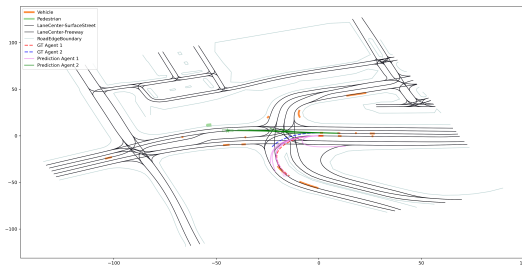 Vehicle
Pedestrian
LaneCenter-SurfaceStreet
LaneCenter-Freeway
RoadEdgeBoundary
GT Agent 1
GT Agent 2
Prediction Agent 1
Prediction Agent 2
100
50
0
−50
−100
−100
−50
0
50